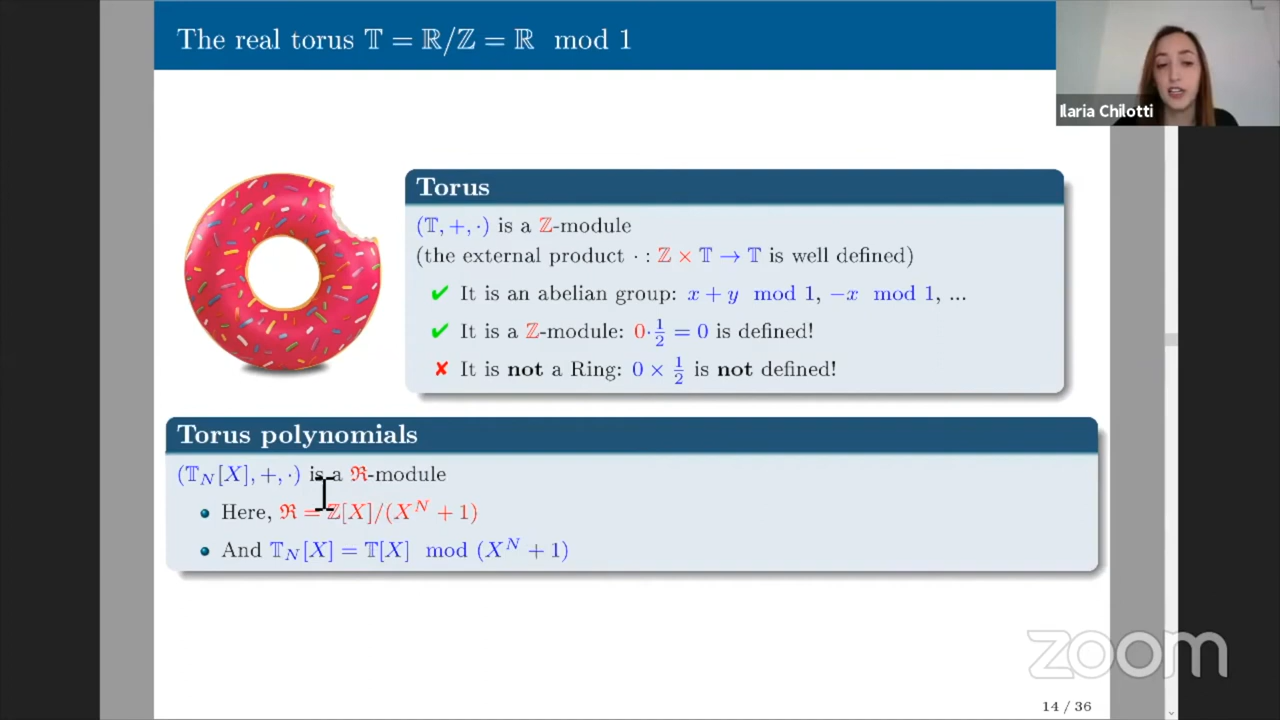 The real torus 𝕋 = ℝ/ℤ = ℝ mod 1
Ilaria Chilotti
Torus
(𝕋, +, ·) is a ℤ-module
(the external product · : ℤ × 𝕋 → 𝕋 is well defined)
✔ It is an abelian group: x + y mod 1, −x mod 1, ...
✔ It is a ℤ-module: 0·1/2 = 0 is defined!
✘ It is not a Ring: 0 × 1/2 is not defined!
Torus polynomials
(𝕋_N[X], +, ·) is a ℜ-module
• Here, ℜ = ℤ[X]/(X^N + 1)
• And 𝕋_N[X] = 𝕋[X] mod (X^N + 1)
zoom
14 / 36